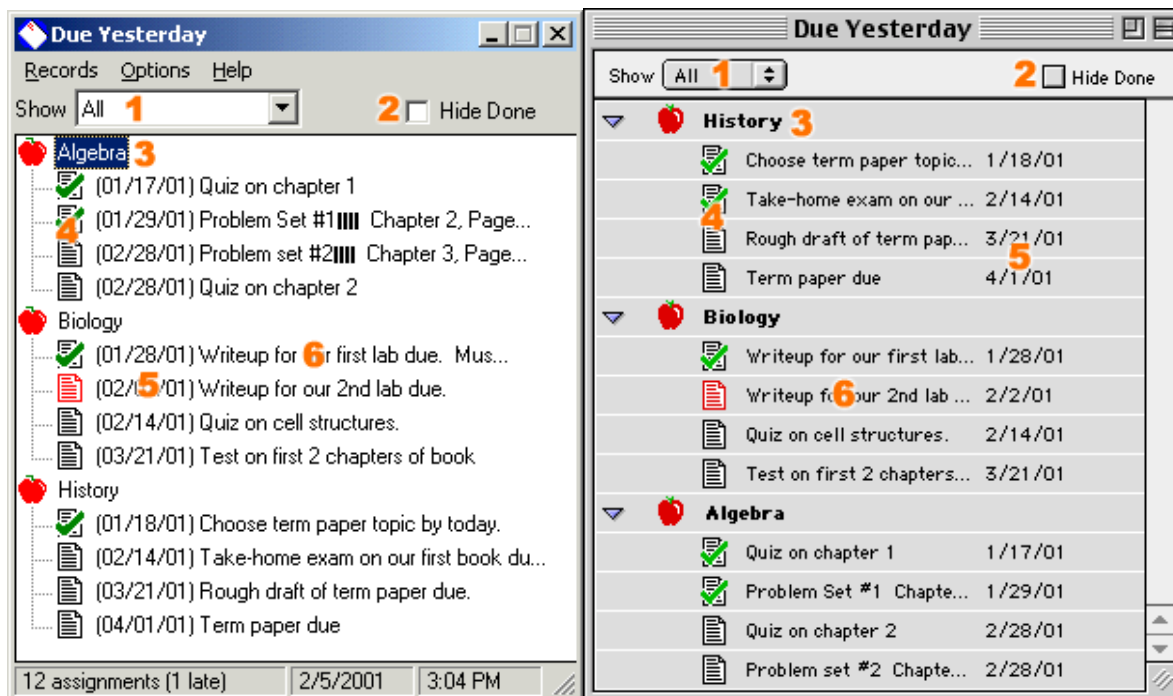 Due Yesterday
Records Options Help
Show All 1 2 Hide Done
Algebra 3
(01/17/01) Quiz on chapter 1
(01/29/01) Problem Set #1 Chapter 2, Page...
4
(02/28/01) Problem set #2 Chapter 3, Page...
(02/28/01) Quiz on chapter 2
Biology
(01/28/01) Writeup for 6 first lab due. Mus...
5 Writeup for our 2nd lab due.
(02/14/01) Quiz on cell structures.
(03/21/01) Test on first 2 chapters of book
History
(01/18/01) Choose term paper topic by today.
(02/14/01) Take-home exam on our first book du...
(03/21/01) Rough draft of term paper due.
(04/01/01) Term paper due
12 assignments (1 late) 2/5/2001 3:04 PM
Due Yesterday
Show All 1 2 Hide Done
History 3
Choose term paper topic... 1/18/01
Take-home exam on our ... 2/14/01
4
Rough draft of term pap... 3/21/01
5
Term paper due 4/1/01
Biology
Writeup for our first lab... 1/28/01
Writeup for our 2nd lab ... 2/2/01
6
Quiz on cell structures. 2/14/01
Test on first 2 chapters... 3/21/01
Algebra
Quiz on chapter 1 1/17/01
Problem Set #1 Chapte... 1/29/01
Quiz on chapter 2 2/28/01
Problem set #2 Chapte... 2/28/01